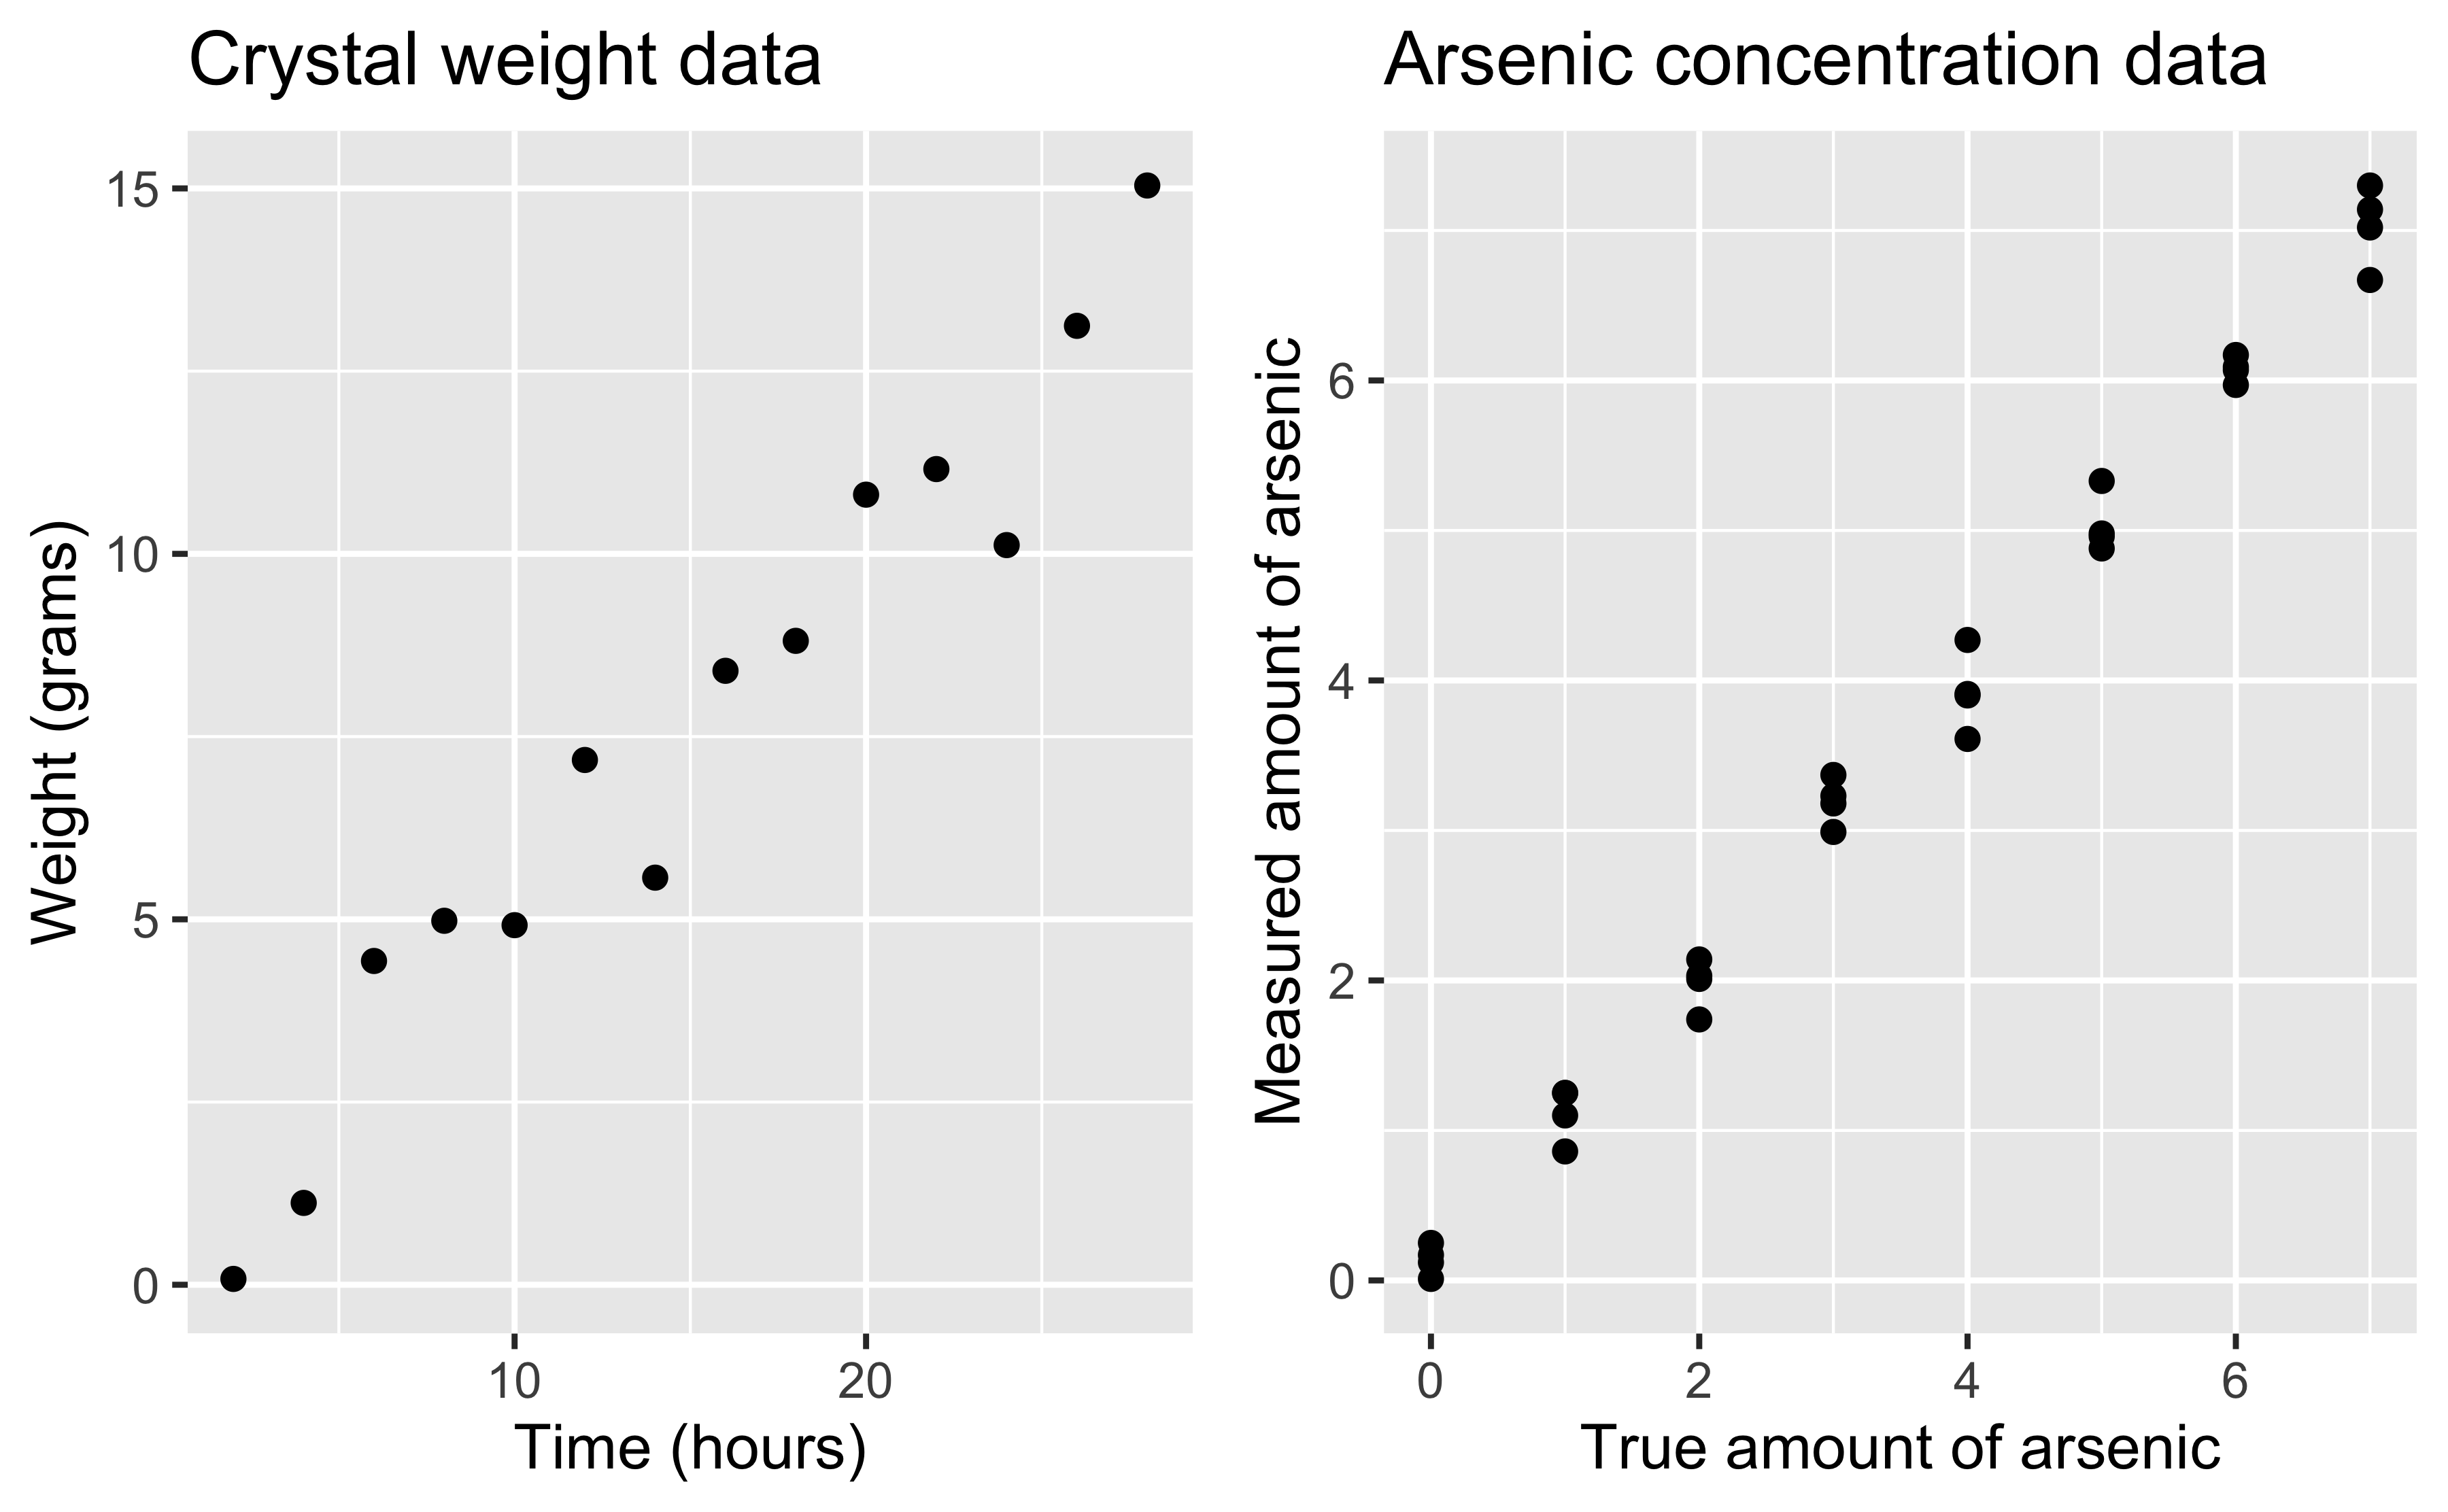 Crystal weight data
Weight (grams)
15
10
5
0
10
20
Time (hours)
Arsenic concentration data
Measured amount of arsenic
6
4
2
0
0
2
4
6
True amount of arsenic